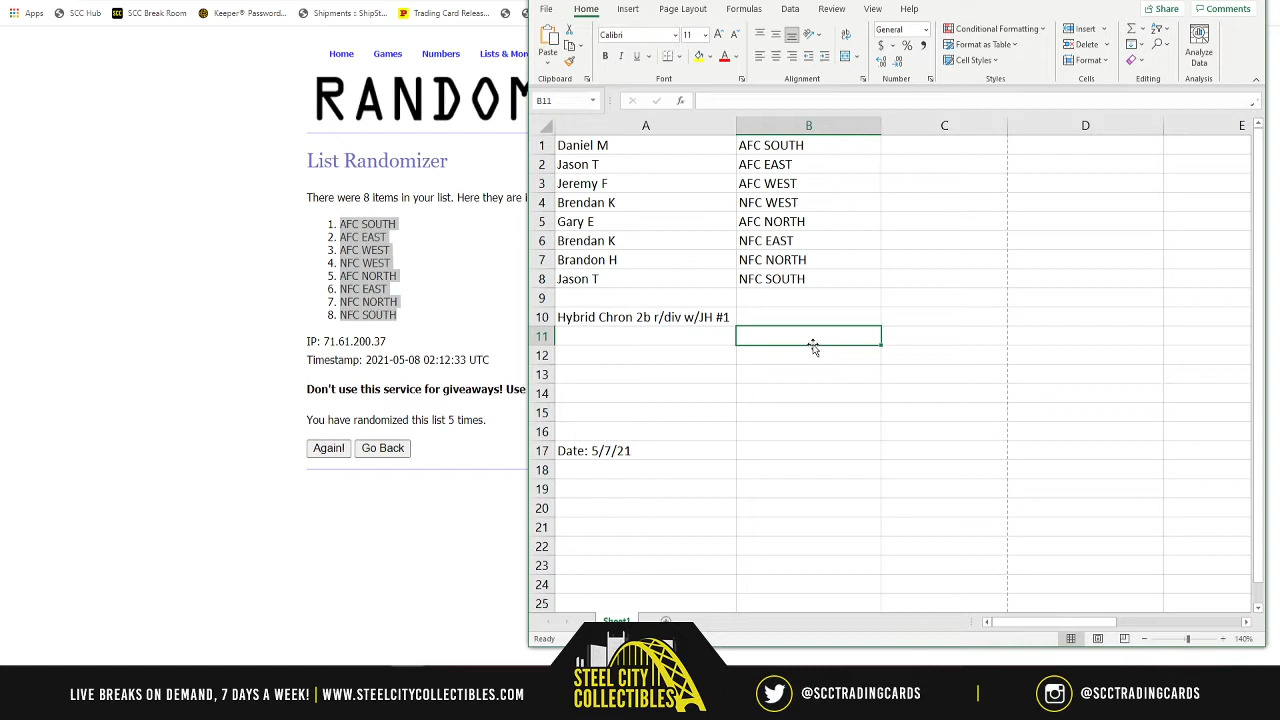 Apps SCC Hub SCC Break Room Keeper® Password... Shipments :: ShipSt... Trading Card Releas...
Home Games Numbers Lists & Mor
RANDOM
List Randomizer
There were 8 items in your list. Here they are i
1. AFC SOUTH
2. AFC EAST
3. AFC WEST
4. NFC WEST
5. AFC NORTH
6. NFC EAST
7. NFC NORTH
8. NFC SOUTH
IP: 71.61.200.37
Timestamp: 2021-05-08 02:12:33 UTC
Don't use this service for giveaways! Use
You have randomized this list 5 times.
Again! Go Back
File Home Insert Page Layout Formulas Data Review View Help Share Comments
Paste
Calibri 11
B I U
General
$ % ,
Conditional Formatting
Format as Table
Cell Styles
Insert
Delete
Format
Analyze
Data
Clipboard Font Alignment Number Styles Cells Editing Analysis
B11 fx
A B C D E
1 Daniel M AFC SOUTH
2 Jason T AFC EAST
3 Jeremy F AFC WEST
4 Brendan K NFC WEST
5 Gary E AFC NORTH
6 Brendan K NFC EAST
7 Brandon H NFC NORTH
8 Jason T NFC SOUTH
9
10 Hybrid Chron 2b r/div w/JH #1
11
12
13
14
15
16
17 Date: 5/7/21
18
19
20
21
22
23
24
25
Sheet1
Ready 140%
LIVE BREAKS ON DEMAND, 7 DAYS A WEEK! | WWW.STEELCITYCOLLECTIBLES.COM
STEEL CITY
COLLECTIBLES
@SCCTRADINGCARDS | @SCCTRADINGCARDS